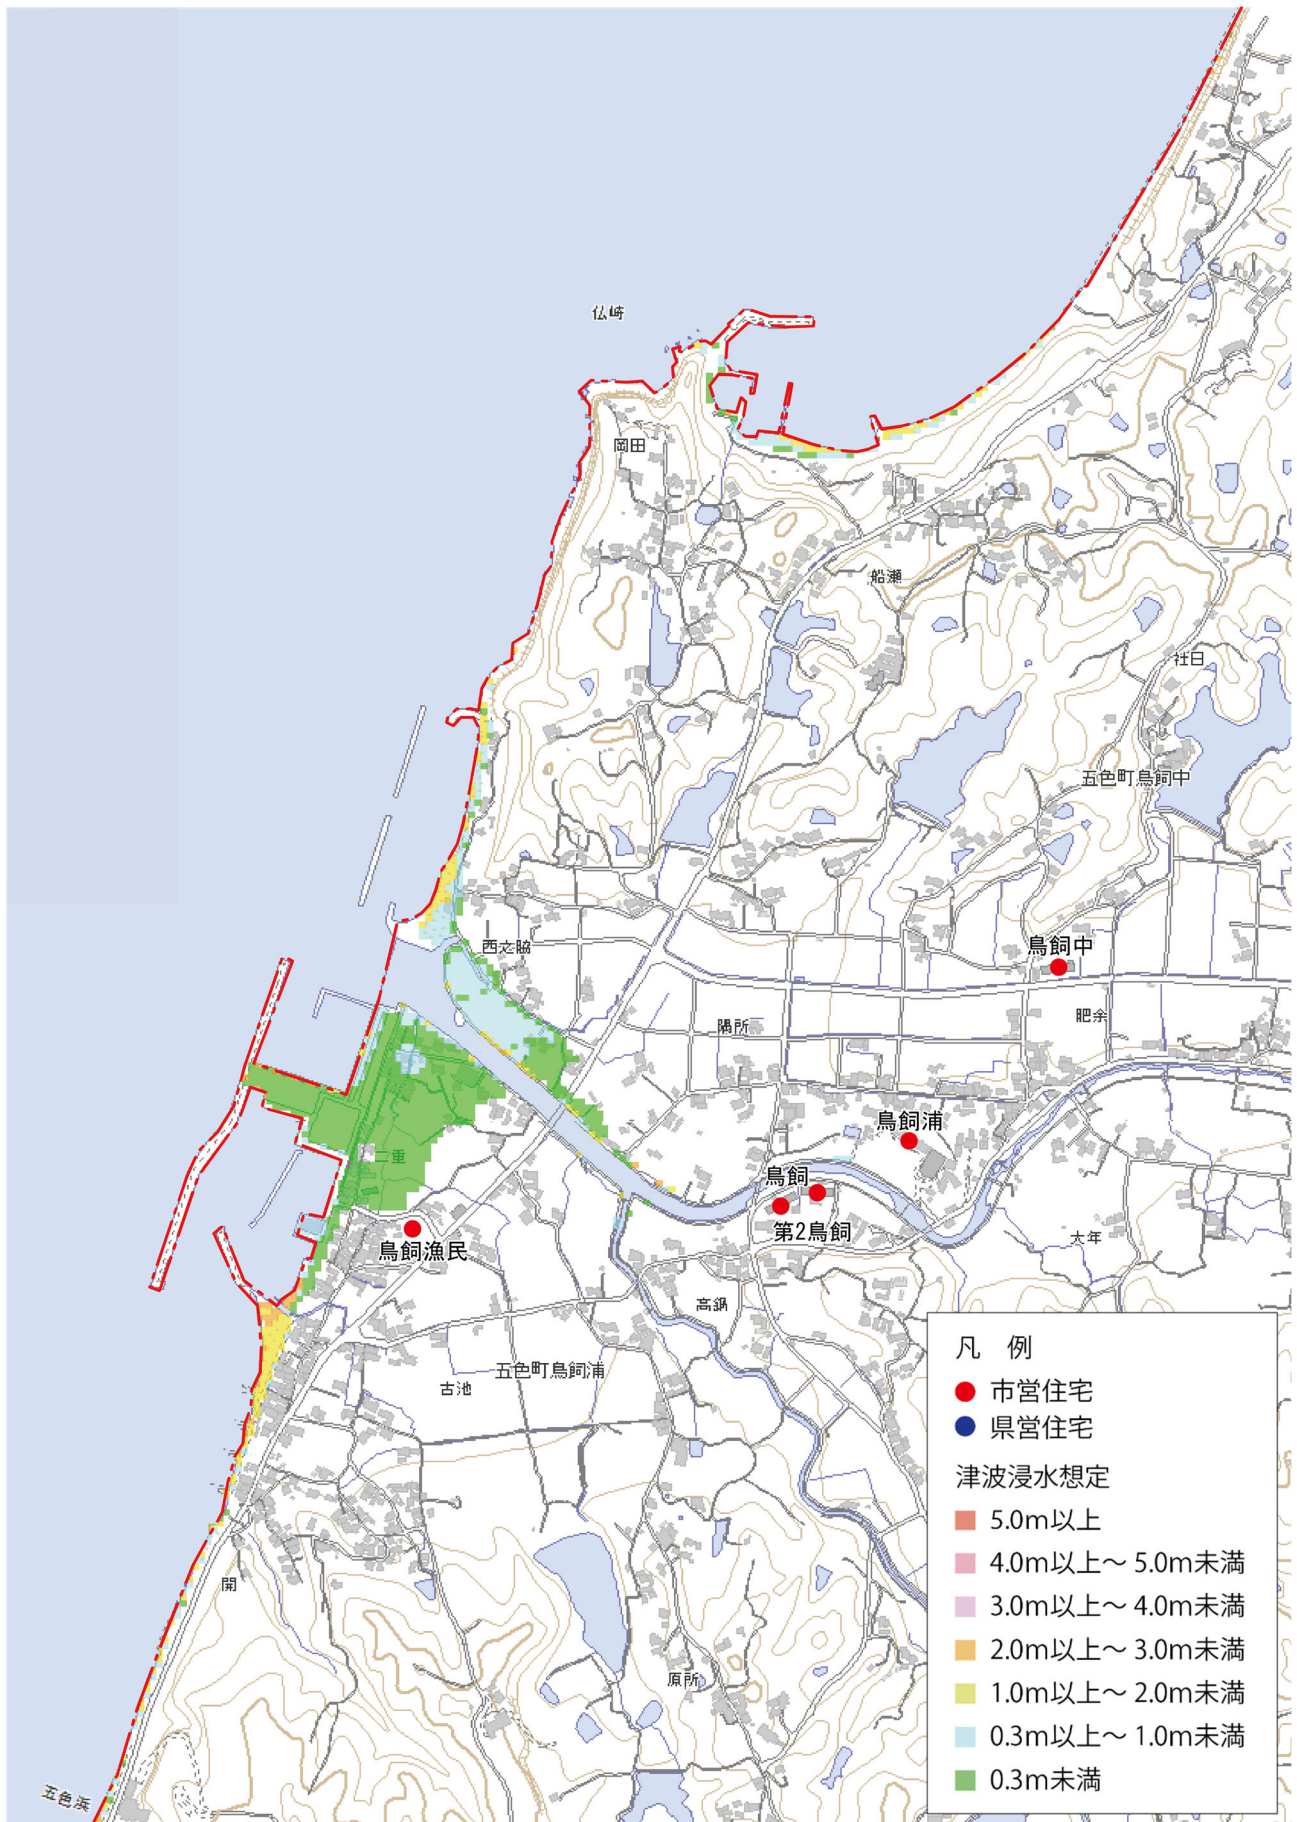 仏崎
岡田
船瀬
社日
五色町鳥飼中
西之脇
鳥飼中
隅所
肥余
鳥飼浦
二重
鳥飼
第2鳥飼
鳥飼漁民
大年
高鍋
五色町鳥飼浦
古池
開
原所
五色浜
凡　例
市営住宅
県営住宅
津波浸水想定
5.0m以上
4.0m以上～5.0m未満
3.0m以上～4.0m未満
2.0m以上～3.0m未満
1.0m以上～2.0m未満
0.3m以上～1.0m未満
0.3m未満